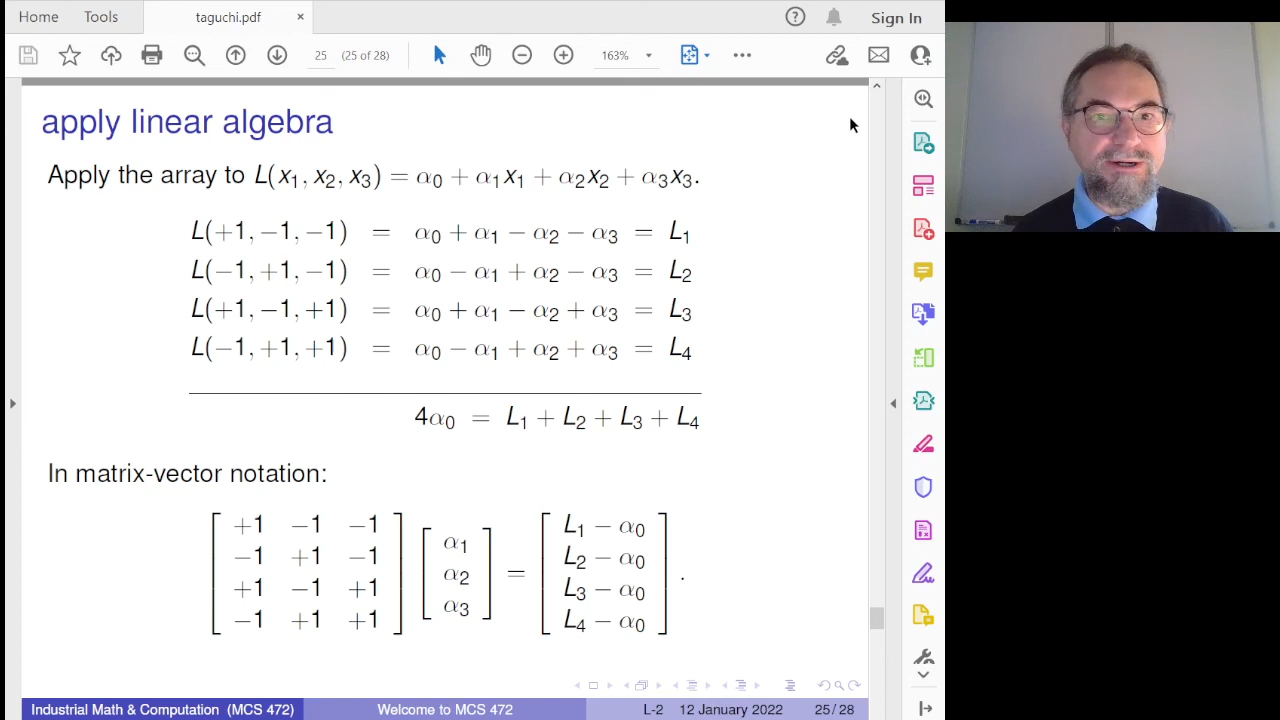 Home Tools taguchi.pdf × Sign In
25 (25 of 28) 163%
apply linear algebra
Apply the array to L(x₁, x₂, x₃) = α₀ + α₁x₁ + α₂x₂ + α₃x₃.
L(+1, −1, −1) = α₀ + α₁ − α₂ − α₃ = L₁
L(−1, +1, −1) = α₀ − α₁ + α₂ − α₃ = L₂
L(+1, −1, +1) = α₀ + α₁ − α₂ + α₃ = L₃
L(−1, +1, +1) = α₀ − α₁ + α₂ + α₃ = L₄
4α₀ = L₁ + L₂ + L₃ + L₄
In matrix-vector notation:
+1 −1 −1 L₁ − α₀
α₁
−1 +1 −1 L₂ − α₀
α₂ =
+1 −1 +1 L₃ − α₀ .
α₃
−1 +1 +1 L₄ − α₀
Industrial Math & Computation (MCS 472) Welcome to MCS 472 L-2 12 January 2022 25 / 28